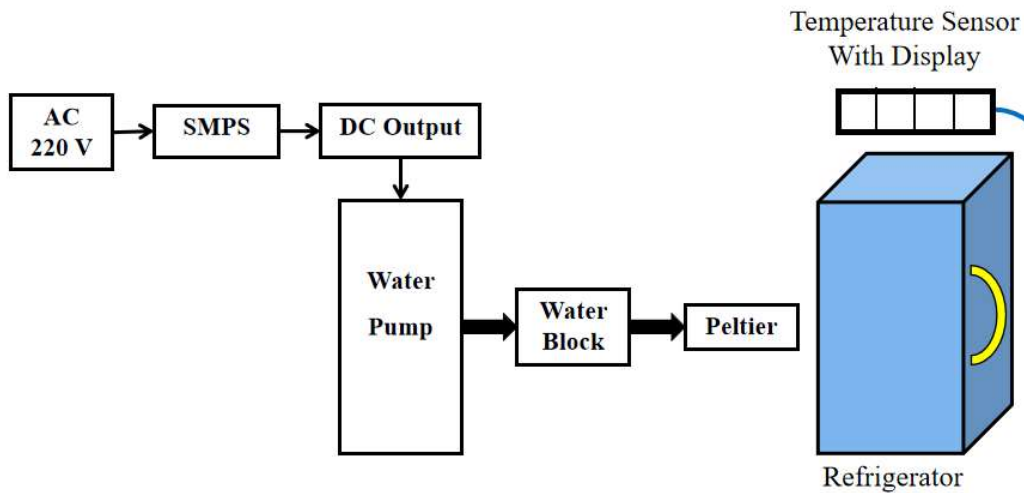 Temperature Sensor
With Display
AC
220 V
SMPS
DC Output
Water
Pump
Water
Block
Peltier
Refrigerator